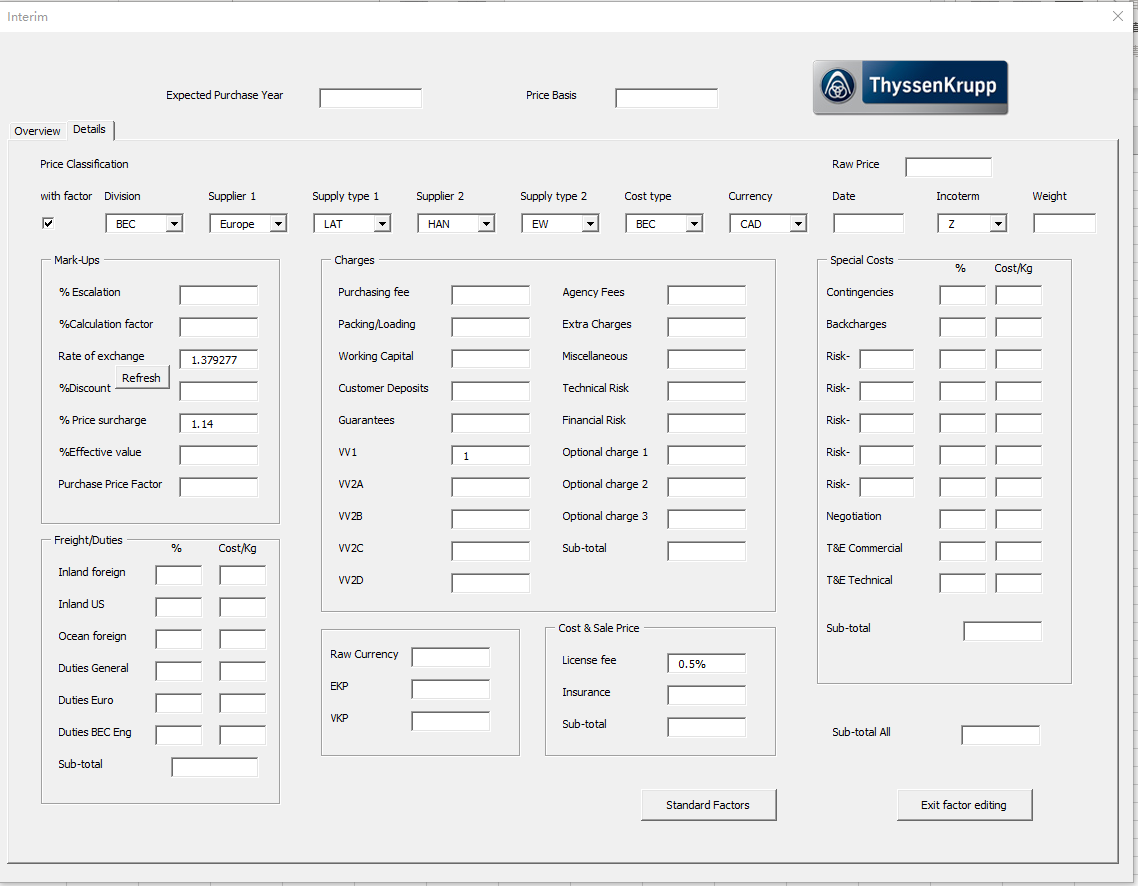 Interim
Expected Purchase Year
Price Basis
ThyssenKrupp
Overview
Details
Price Classification
Raw Price
with factor
Division
Supplier 1
Supply type 1
Supplier 2
Supply type 2
Cost type
Currency
Date
Incoterm
Weight
BEC
Europe
LAT
HAN
EW
BEC
CAD
Z
Mark-Ups
% Escalation
%Calculation factor
Rate of exchange
1.379277
Refresh
%Discount
% Price surcharge
1.14
%Effective value
Purchase Price Factor
Freight/Duties
%
Cost/Kg
Inland foreign
Inland US
Ocean foreign
Duties General
Duties Euro
Duties BEC Eng
Sub-total
Charges
Purchasing fee
Packing/Loading
Working Capital
Customer Deposits
Guarantees
VV1
1
VV2A
VV2B
VV2C
VV2D
Agency Fees
Extra Charges
Miscellaneous
Technical Risk
Financial Risk
Optional charge 1
Optional charge 2
Optional charge 3
Sub-total
Raw Currency
EKP
VKP
Cost & Sale Price
License fee
0.5%
Insurance
Sub-total
Special Costs
%
Cost/Kg
Contingencies
Backcharges
Risk-
Risk-
Risk-
Risk-
Risk-
Negotiation
T&E Commercial
T&E Technical
Sub-total
Sub-total All
Standard Factors
Exit factor editing